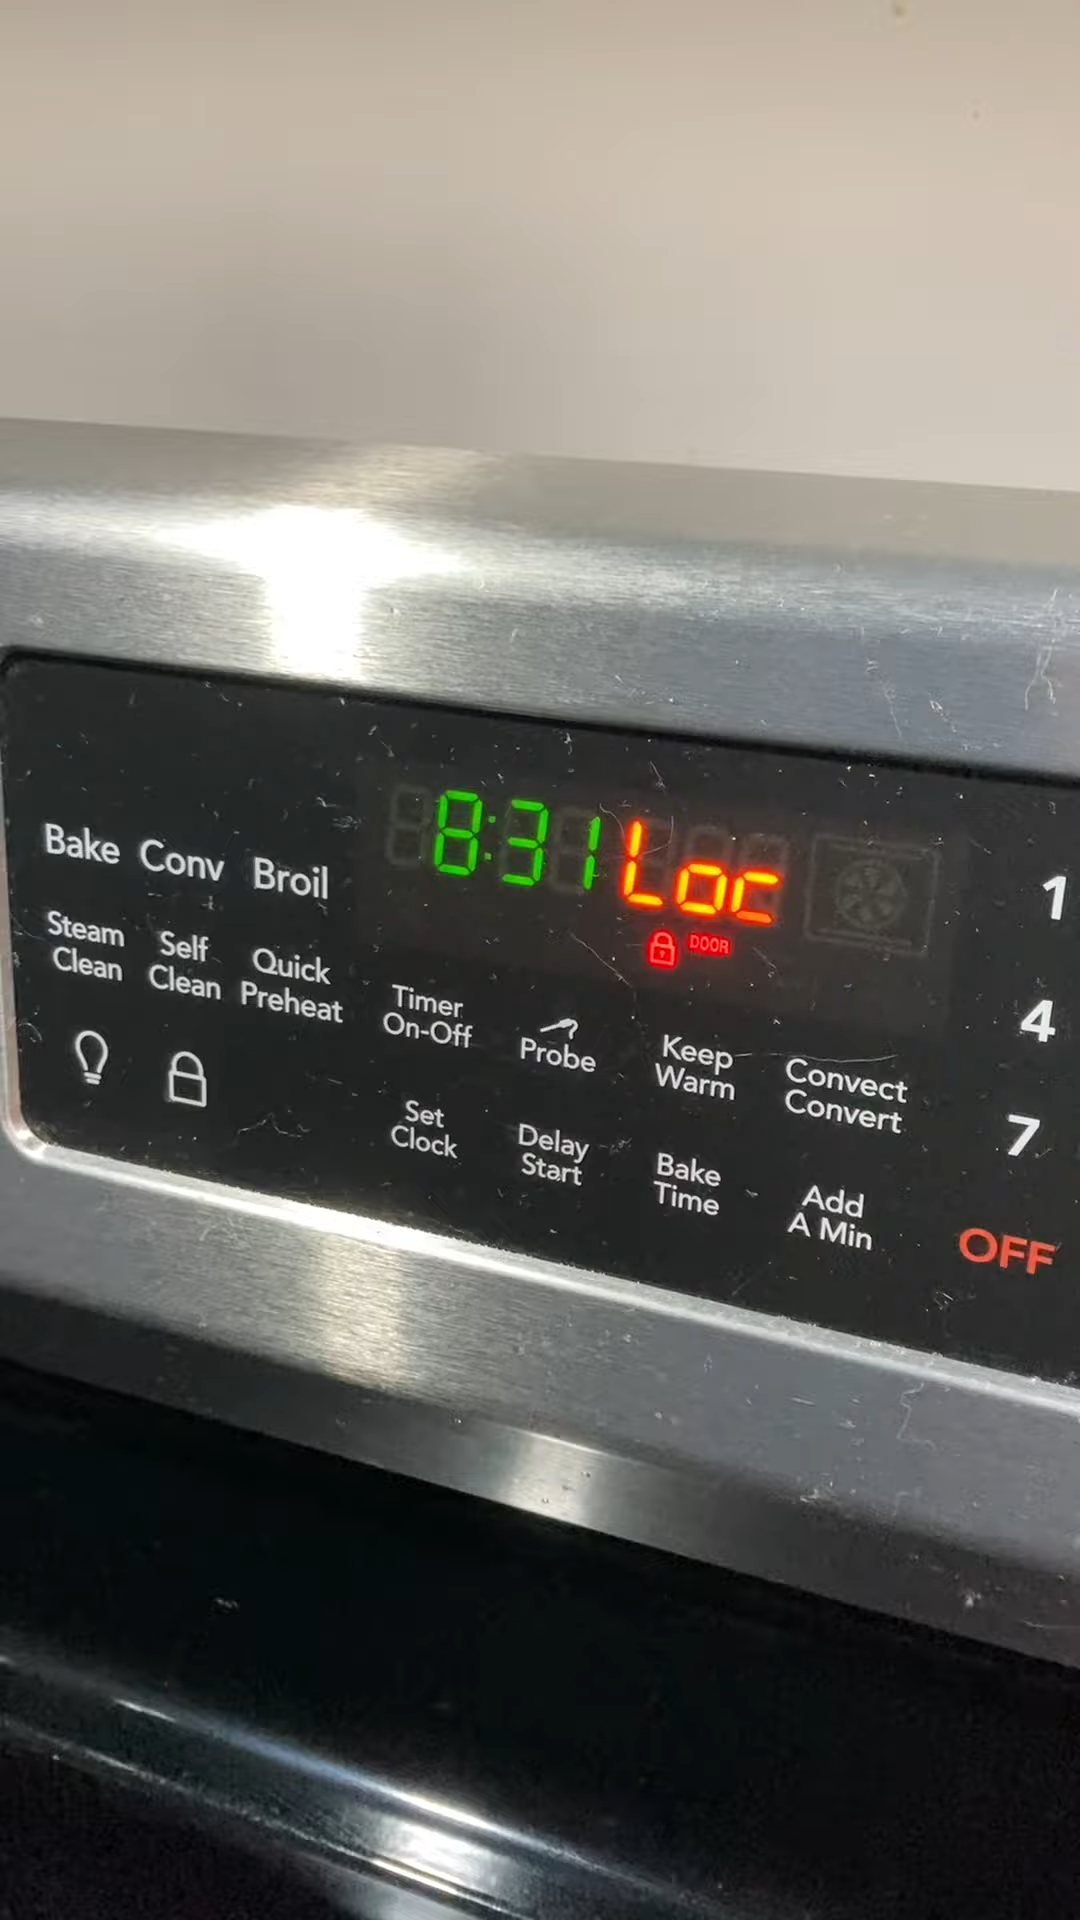 8:31 Loc
DOOR
Bake Conv Broil
Steam Clean
Self Clean
Quick Preheat
Timer On-Off
Probe
Keep Warm
Convect Convert
Set Clock
Delay Start
Bake Time
Add A Min
1
4
7
OFF